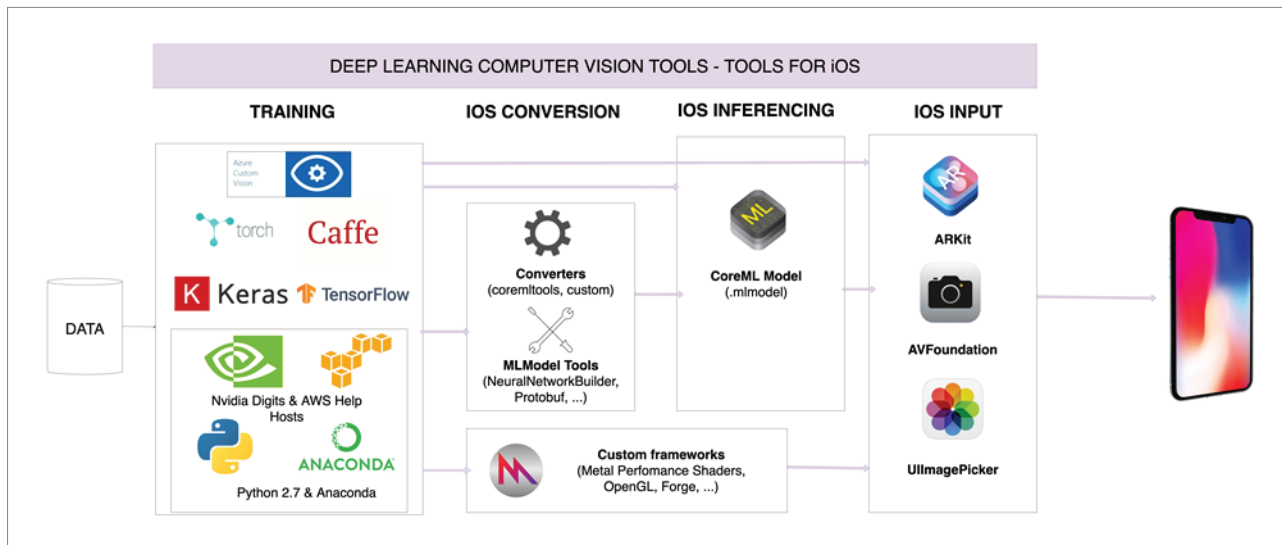 DEEP LEARNING COMPUTER VISION TOOLS - TOOLS FOR iOS
TRAINING
IOS CONVERSION
IOS INFERENCING
IOS INPUT
DATA
Azure
Custom
Vision
torch
Caffe
K Keras
TensorFlow
Nvidia Digits & AWS Help
Hosts
ANACONDA
Python 2.7 & Anaconda
Converters
(coremltools, custom)
MLModel Tools
(NeuralNetworkBuilder,
Protobuf, ...)
Custom frameworks
(Metal Perfomance Shaders,
OpenGL, Forge, ...)
ML
CoreML Model
(.mlmodel)
AR
ARKit
AVFoundation
UIImagePicker